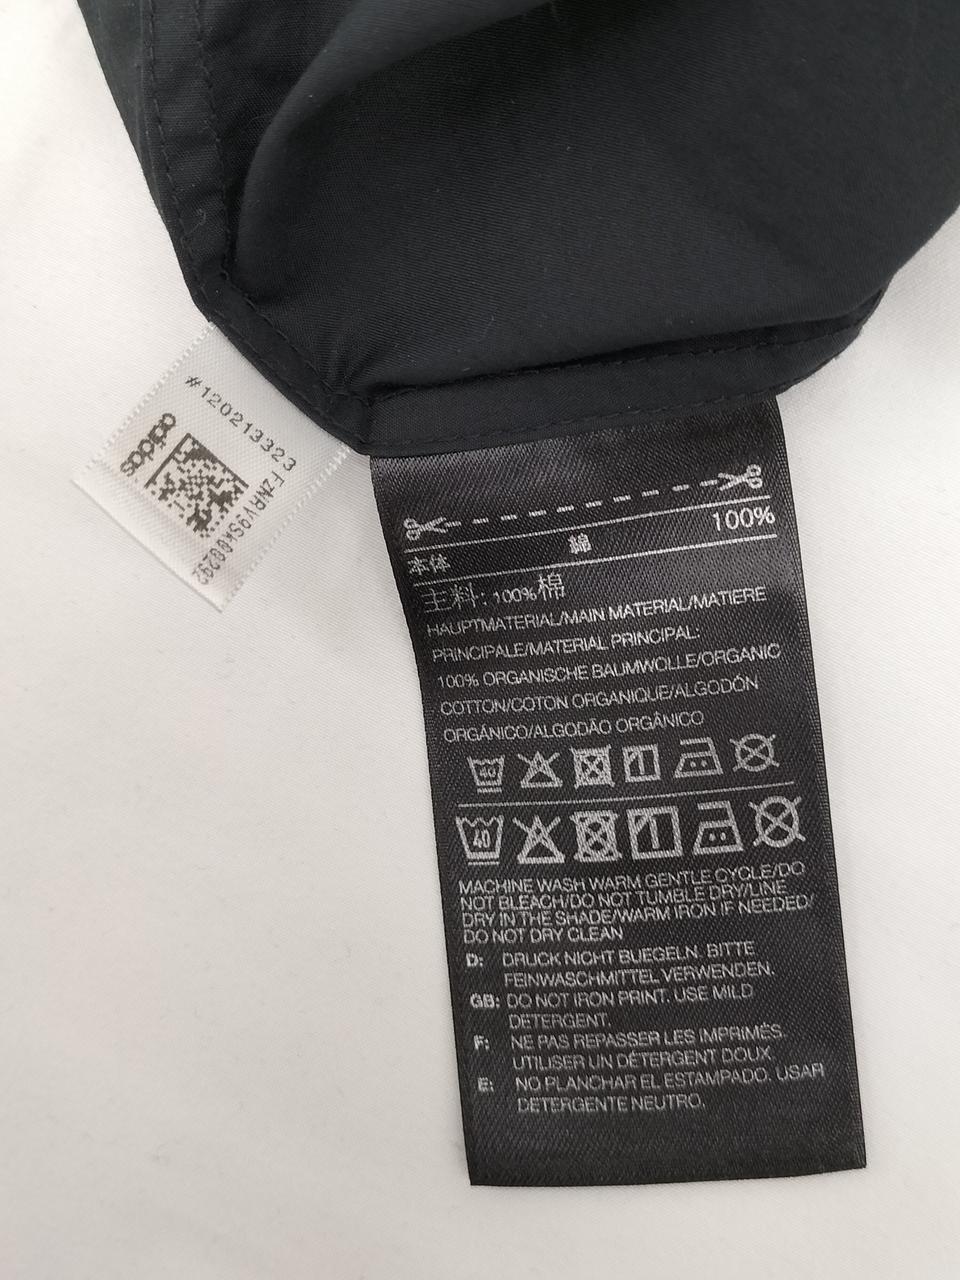 #120213323
adidas
本体 綿 100%
主料: 100%棉
HAUPTMATERIAL/MAIN MATERIAL/MATIERE
PRINCIPALE/MATERIAL PRINCIPAL:
100% ORGANISCHE BAUMWOLLE/ORGANIC
COTTON/COTON ORGANIQUE/ALGODÓN
ORGÁNICO/ALGODÃO ORGÂNICO
40
40
MACHINE WASH WARM GENTLE CYCLE/DO
NOT BLEACH/DO NOT TUMBLE DRY/LINE
DRY IN THE SHADE/WARM IRON IF NEEDED/
DO NOT DRY CLEAN
D: DRUCK NICHT BUEGELN. BITTE
FEINWASCHMITTEL VERWENDEN.
GB: DO NOT IRON PRINT. USE MILD
DETERGENT.
F: NE PAS REPASSER LES IMPRIMÉS.
UTILISER UN DÉTERGENT DOUX.
E: NO PLANCHAR EL ESTAMPADO. USAR
DETERGENTE NEUTRO.